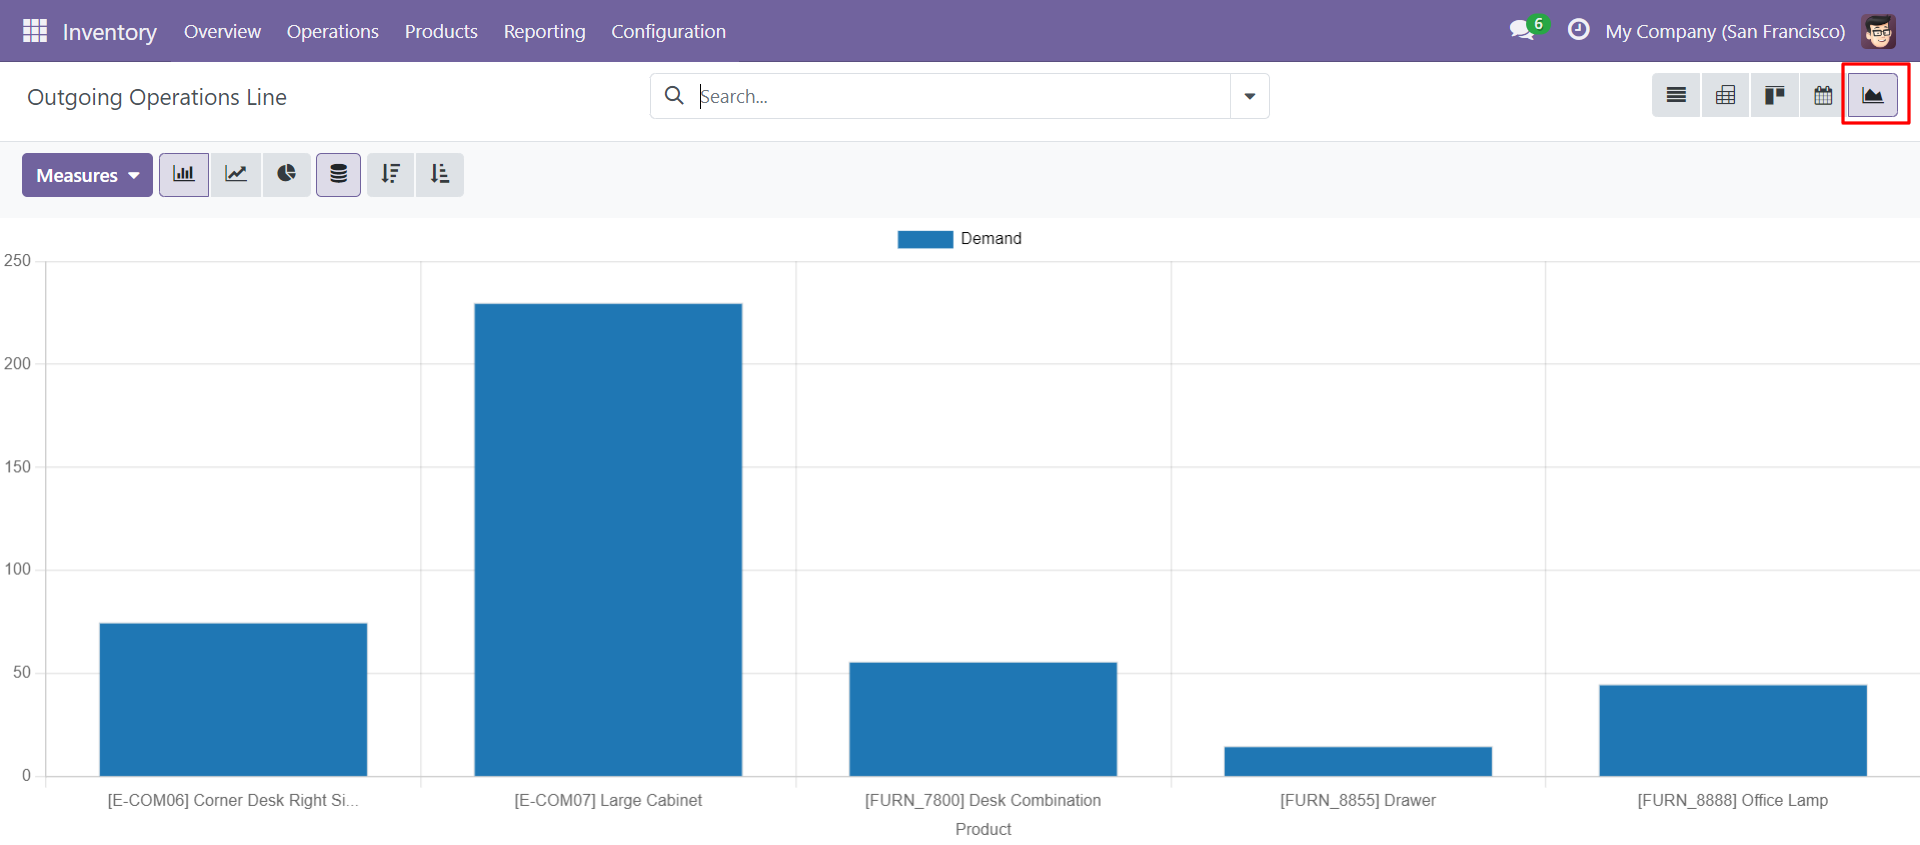 Inventory Overview Operations Products Reporting Configuration 6 My Company (San Francisco)
Outgoing Operations Line Search...
Measures
Demand
250
200
150
100
50
0
[E-COM06] Corner Desk Right Si... [E-COM07] Large Cabinet [FURN_7800] Desk Combination [FURN_8855] Drawer [FURN_8888] Office Lamp
Product